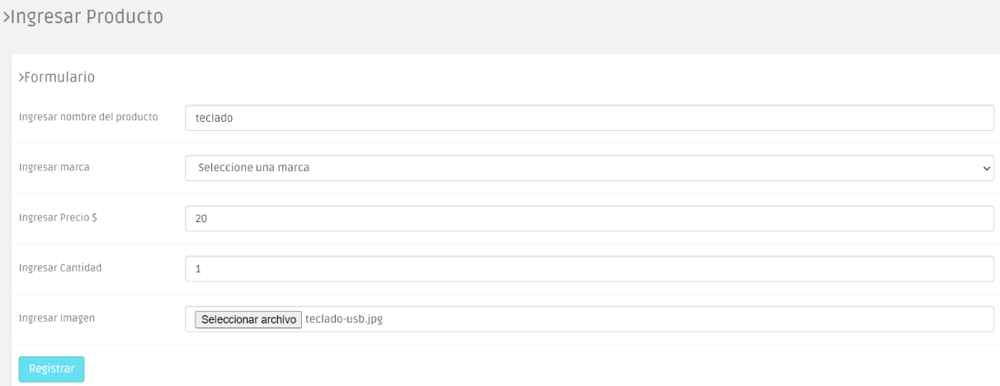 >Ingresar Producto
>Formulario
Ingresar nombre del producto teclado
Ingresar marca Seleccione una marca
Ingresar Precio $ 20
Ingresar Cantidad 1
Ingresar Imagen Seleccionar archivo teclado-usb.jpg
Registrar